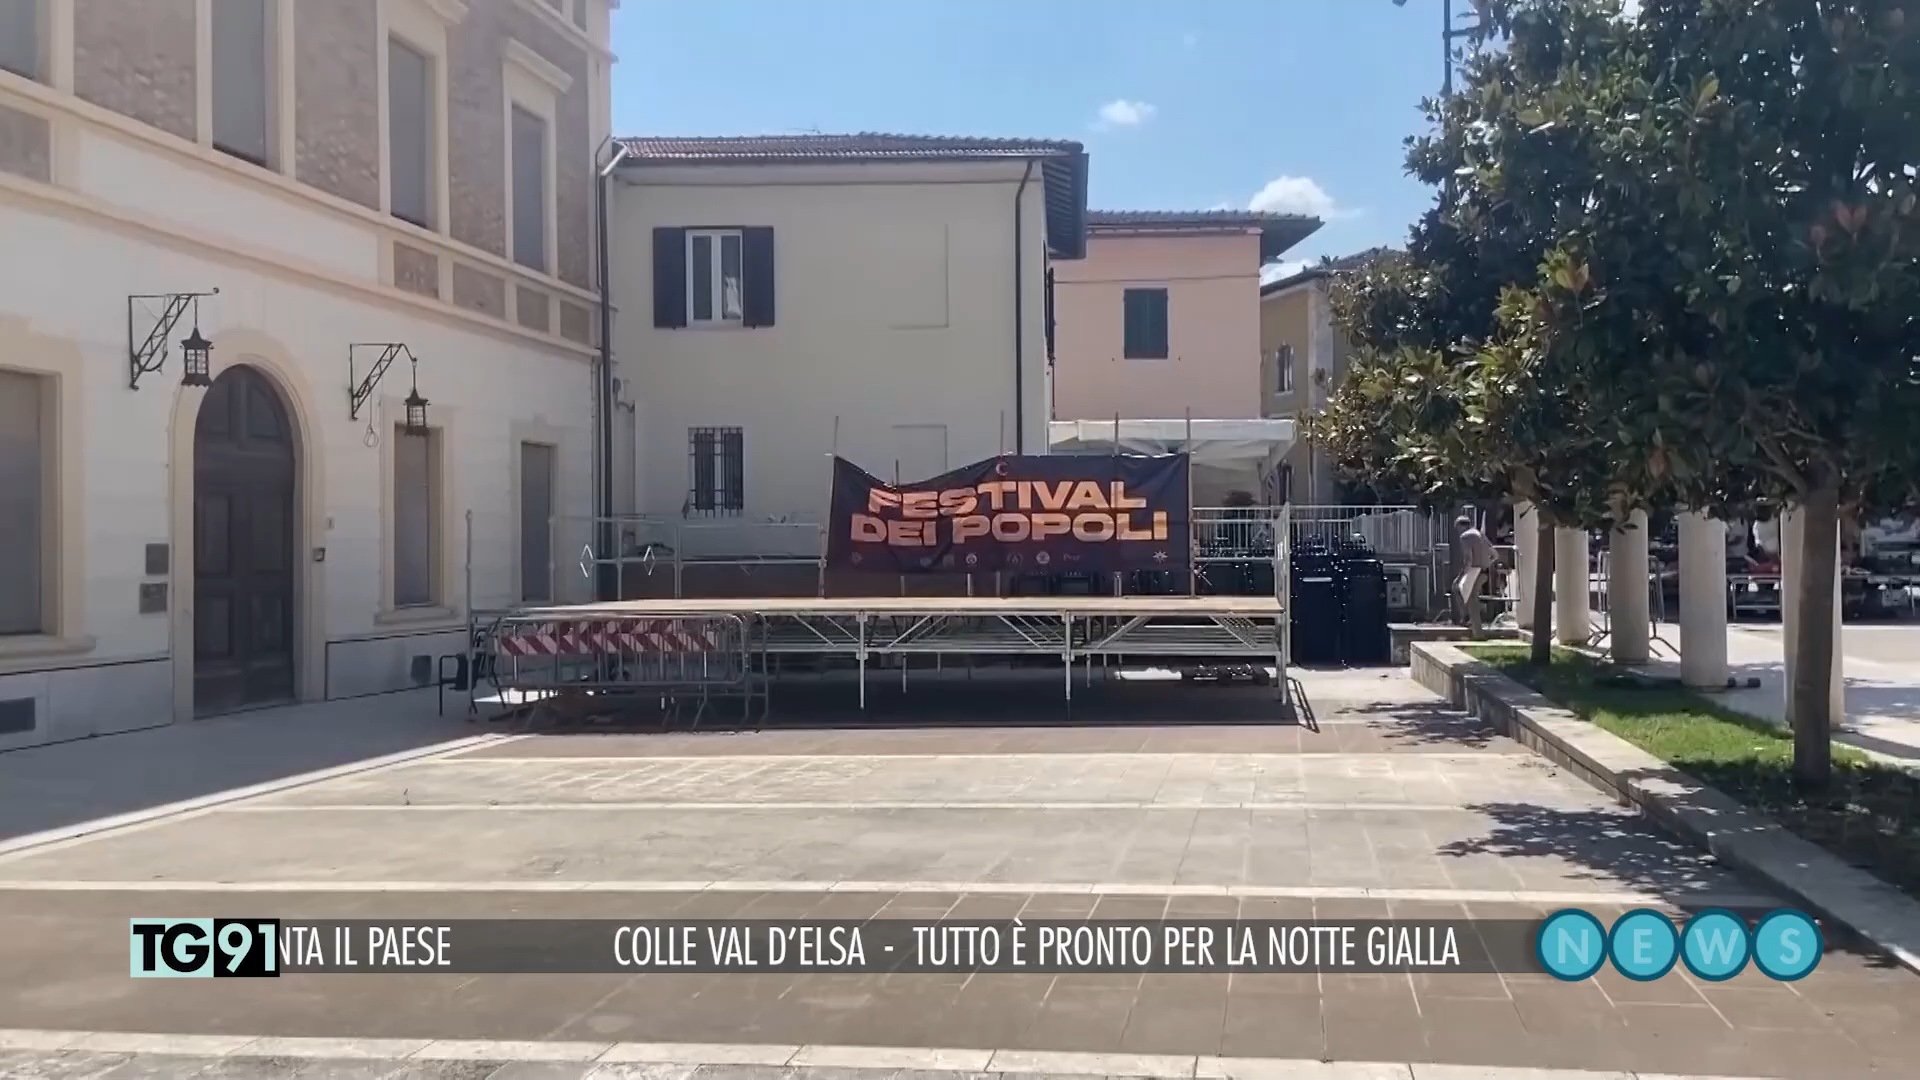 FESTIVAL
DEI POPOLI
TG91
NTA IL PAESE COLLE VAL D'ELSA - TUTTO È PRONTO PER LA NOTTE GIALLA
NEWS